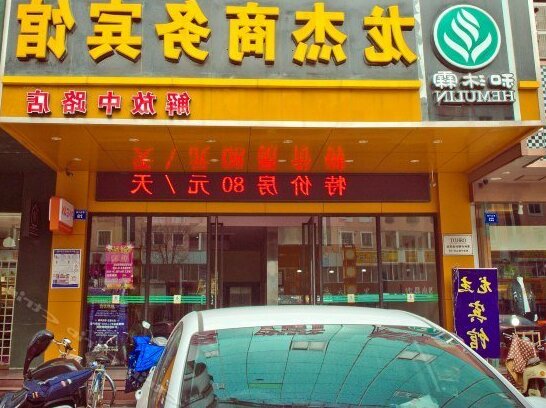 龙杰商务宾馆
和沐霖
HEMULIN
解放中路店
特价房80元/天
龙杰宾馆